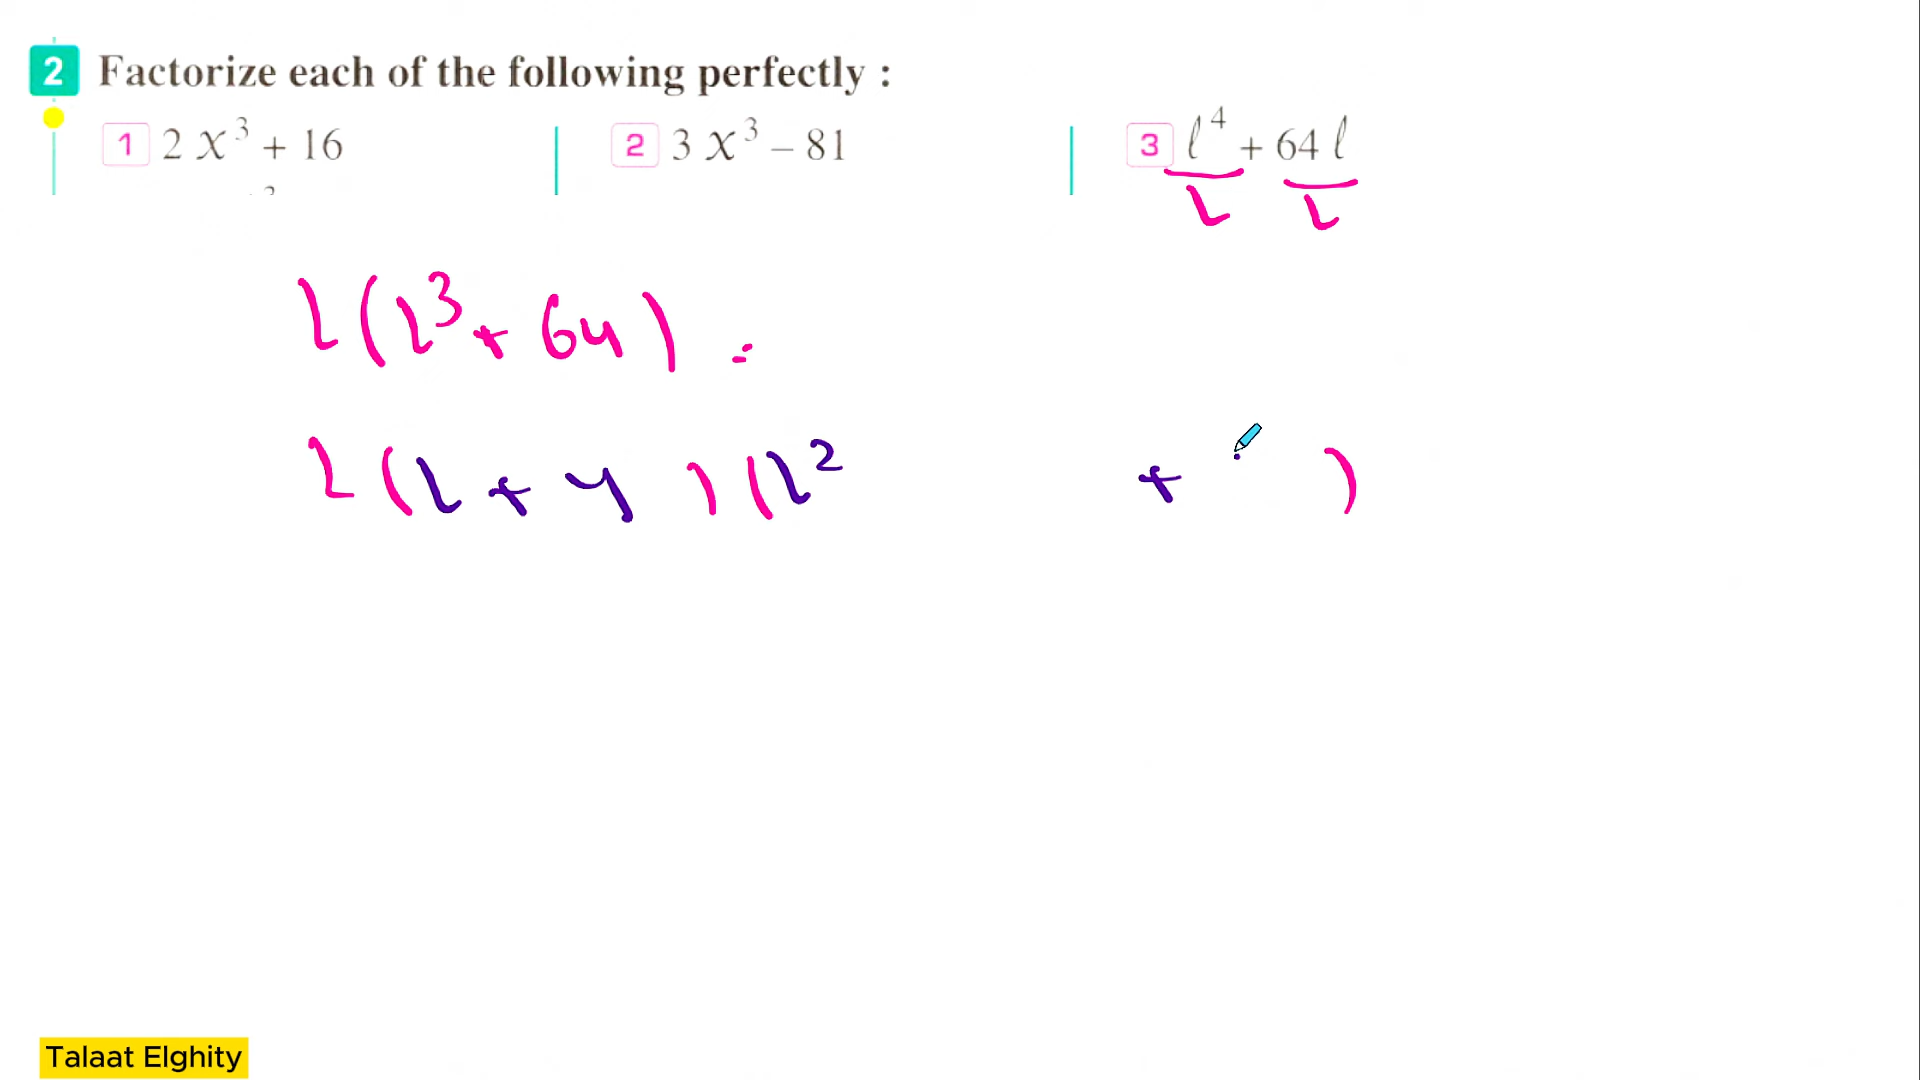 2 Factorize each of the following perfectly :
1 2 x³ + 16 2 3 x³ – 81 3 ℓ⁴ + 64 ℓ
L L
L(L³ + 64) =
L(L + 4)(L² + )
Talaat Elghity